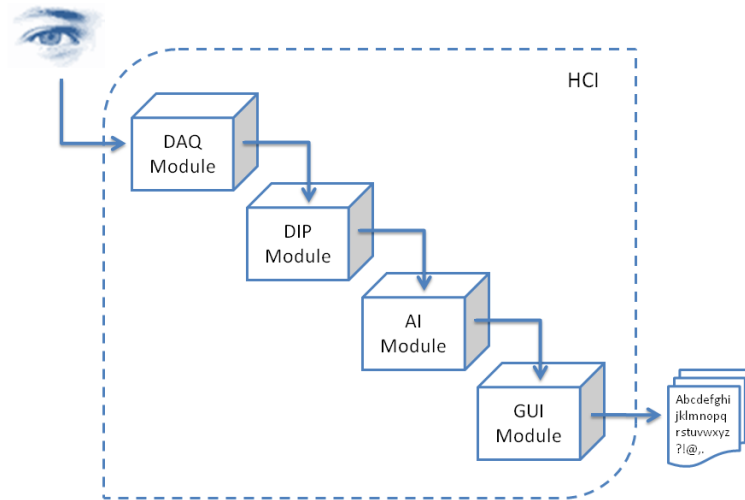 HCI
DAQ
Module
DIP
Module
AI
Module
GUI
Module
Abcdefghi
jklmnopq
rstuvwxyz
?!@,.